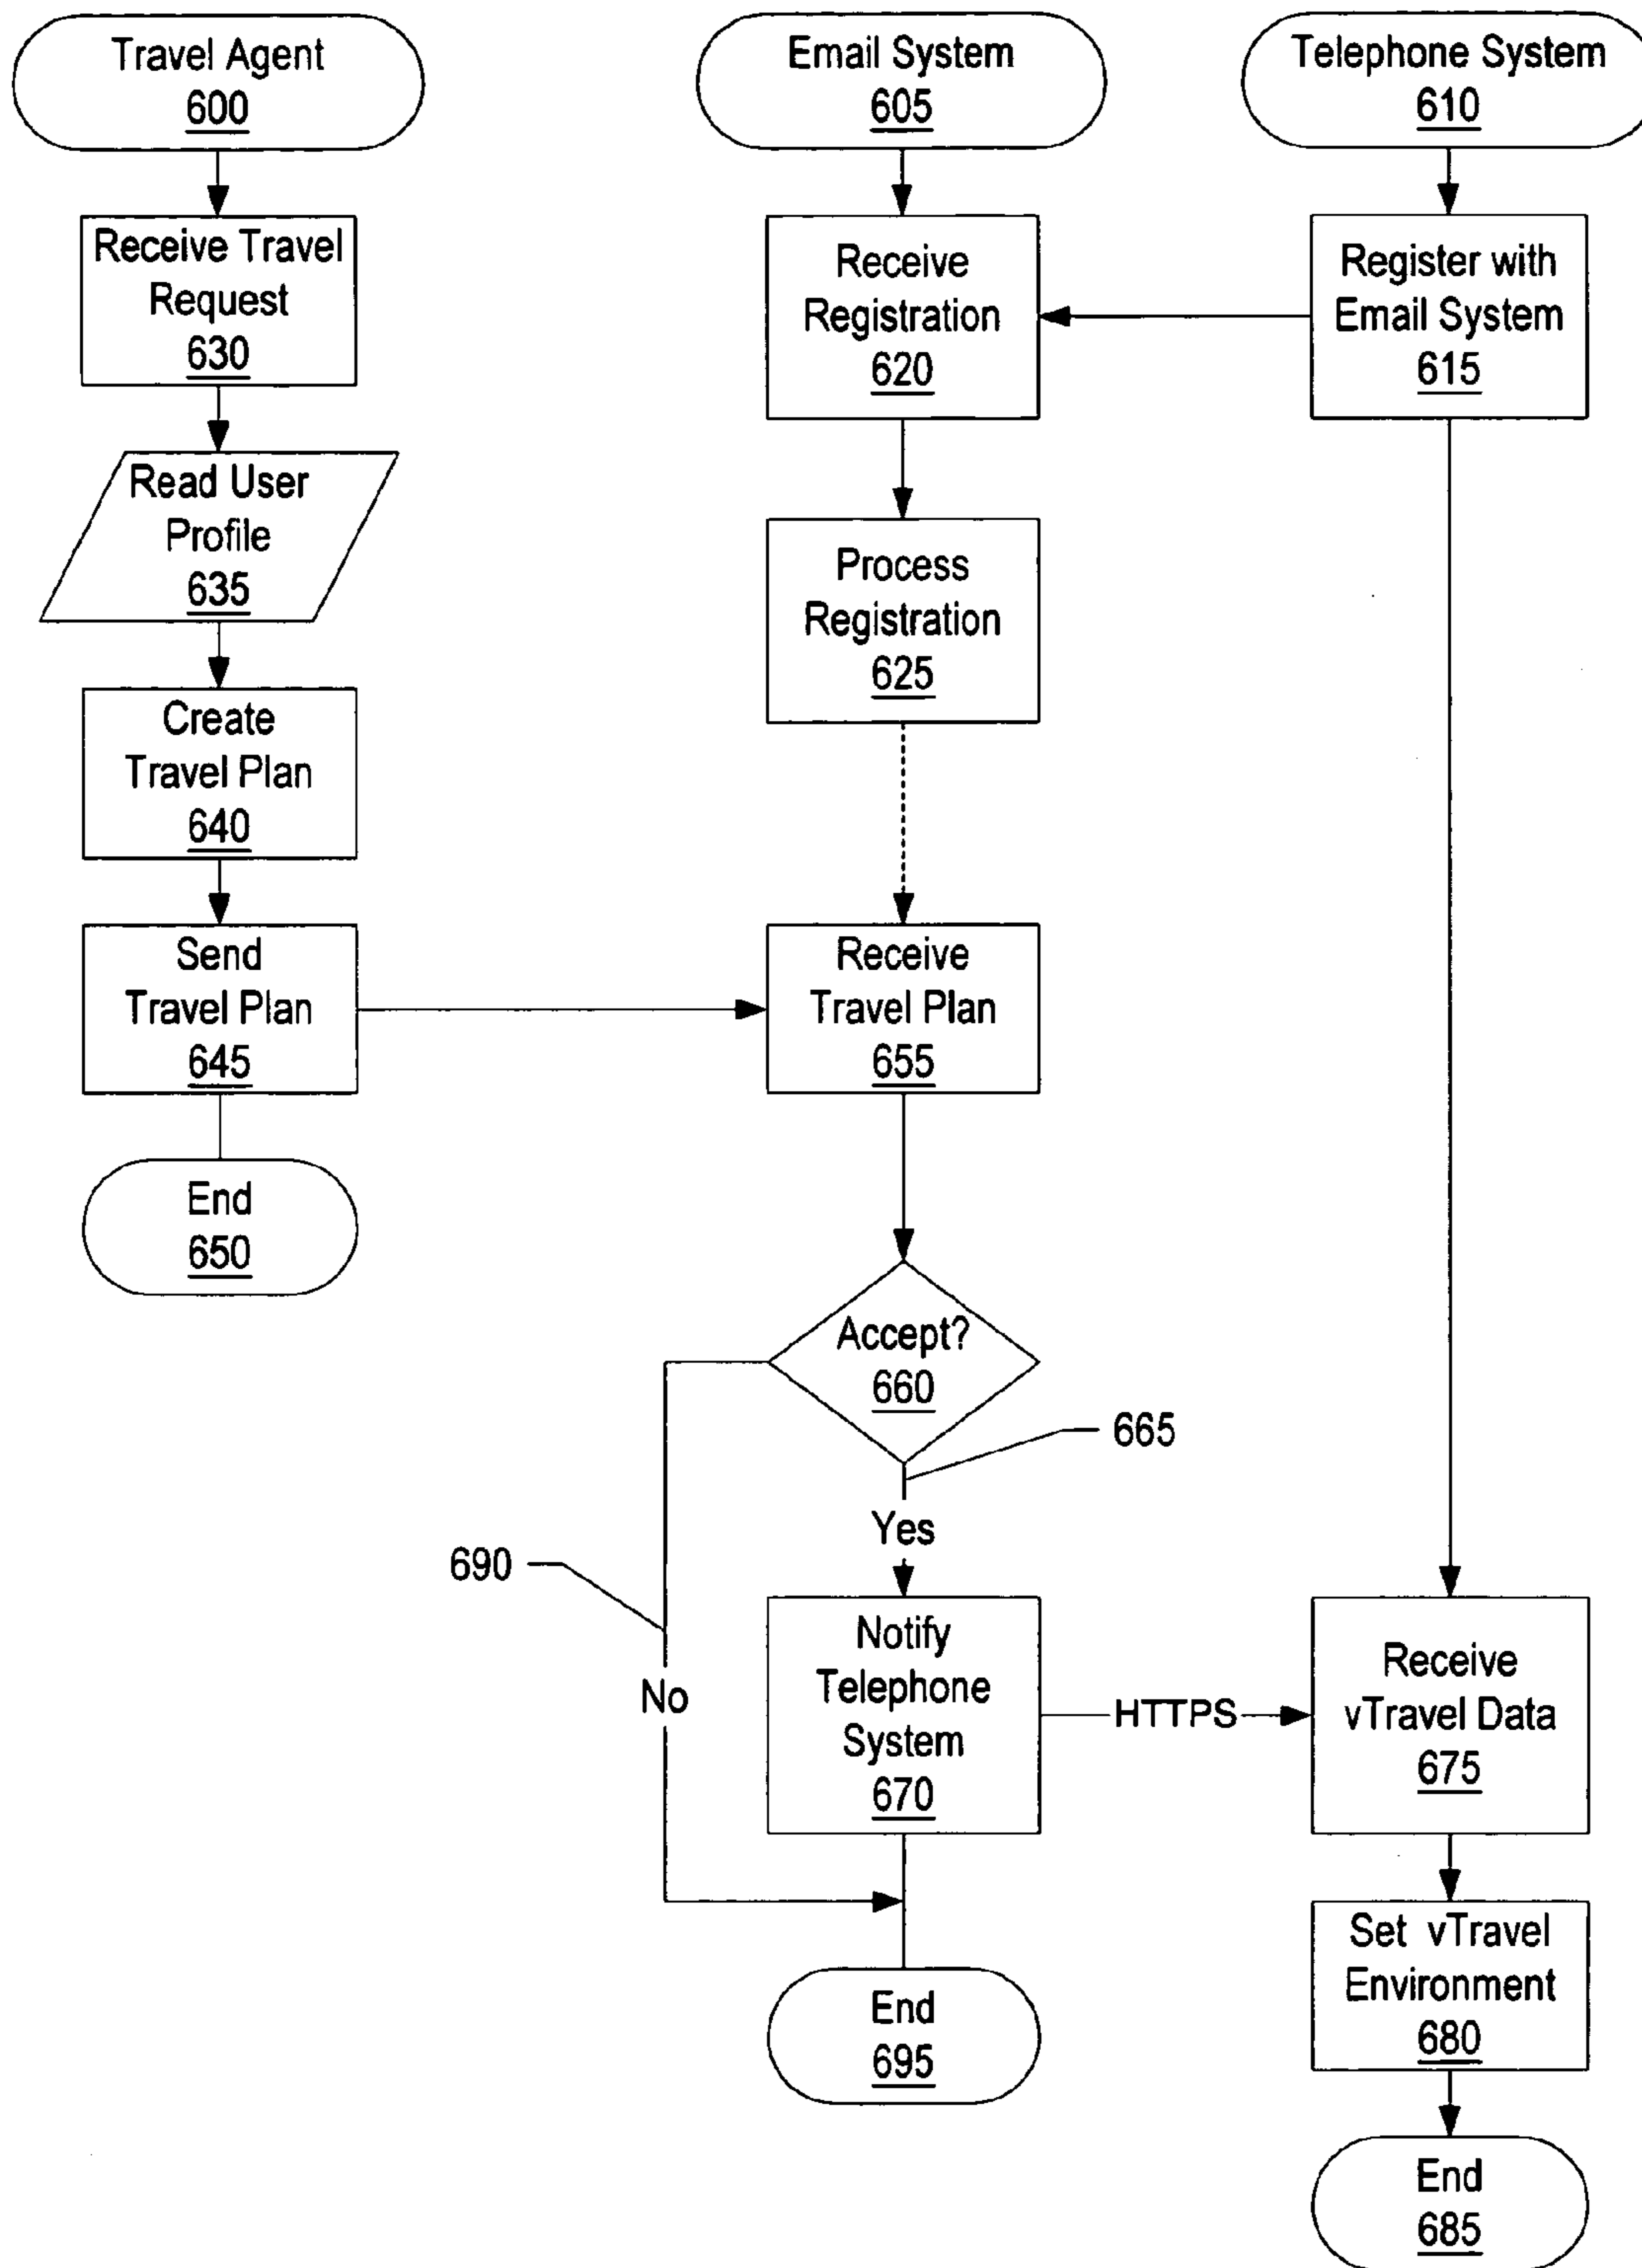 Travel Agent
600
Email System
605
Telephone System
610
Receive Travel
Request
630
Receive
Registration
620
Register with
Email System
615
Read User
Profile
635
Process
Registration
625
Create
Travel Plan
640
Send
Travel Plan
645
Receive
Travel Plan
655
End
650
Accept?
660
665
Yes
690
No
Notify
Telephone
System
670
HTTPS
Receive
vTravel Data
675
Set vTravel
Environment
680
End
695
End
685